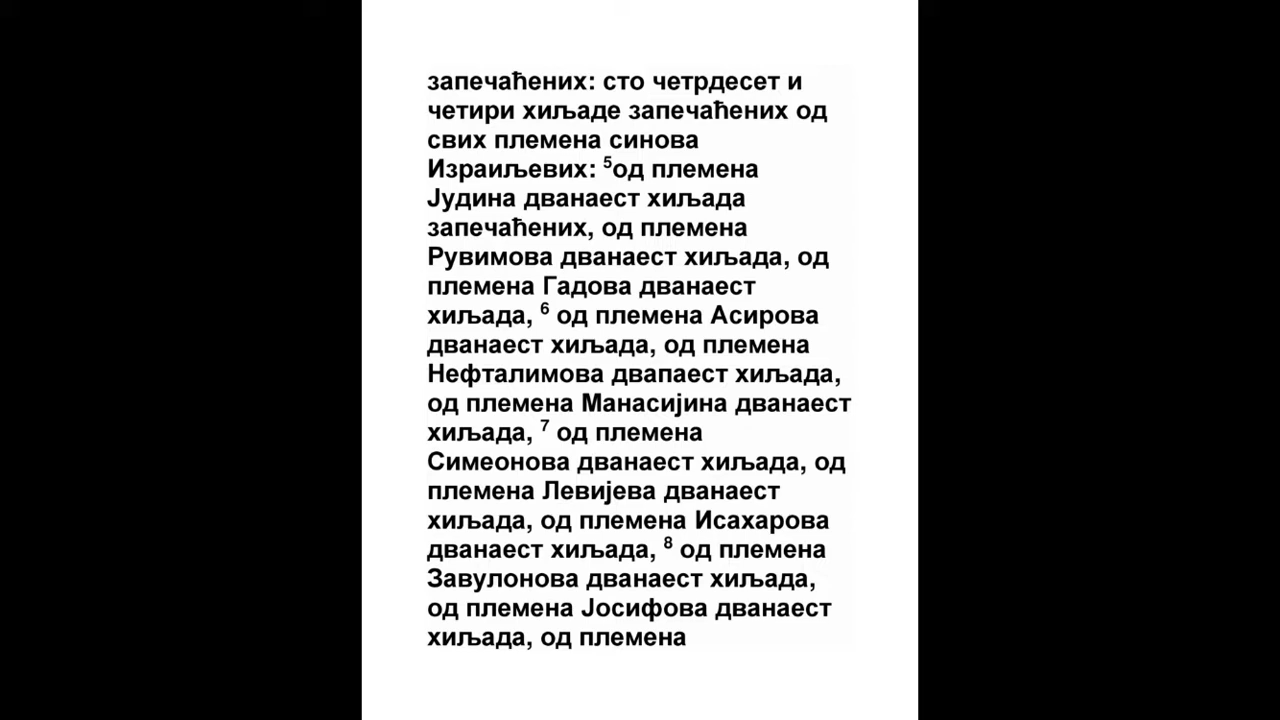 запечаћених: сто четрдесет и
четири хиљаде запечаћених од
свих племена синова
Израиљевих: ⁵од племена
Јудина дванаест хиљада
запечаћених, од племена
Рувимова дванаест хиљада, од
племена Гадова дванаест
хиљада, ⁶ од племена Асирова
дванаест хиљада, од племена
Нефталимова двапаест хиљада,
од племена Манасијина дванаест
хиљада, ⁷ од племена
Симеонова дванаест хиљада, од
племена Левијева дванаест
хиљада, од племена Исахарова
дванаест хиљада, ⁸ од племена
Завулонова дванаест хиљада,
од племена Јосифова дванаест
хиљада, од племена